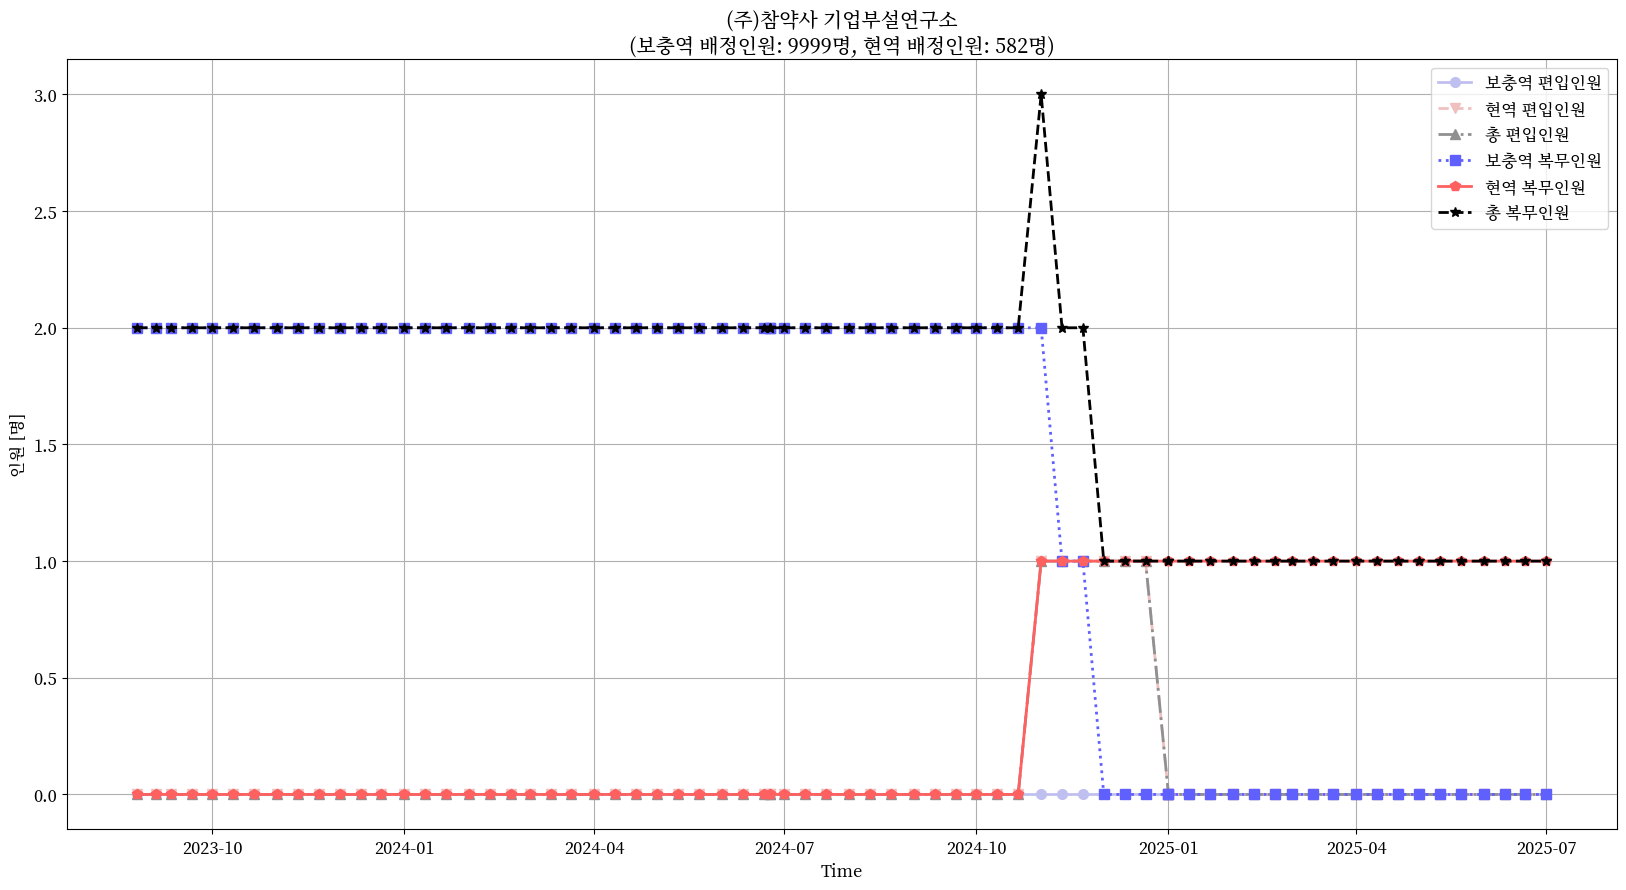 (주)참약사 기업부설연구소
(보충역 배정인원: 9999명, 현역 배정인원: 582명)
보충역 편입인원
현역 편입인원
총 편입인원
보충역 복무인원
현역 복무인원
총 복무인원
3.0
2.5
2.0
1.5
1.0
0.5
0.0
인원 [명]
2023-10
2024-01
2024-04
2024-07
2024-10
2025-01
2025-04
2025-07
Time